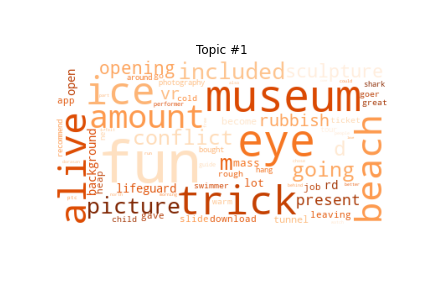 Topic #1
opening included sculpture
open around go photography shark
app ice vr cold museum goer
performer great
amount rubbish ticket
alive become
recommend background conflict eye d beach
fun bought
m mass going
heap rough hang
lifeguard swimmer lot job rd
picture trick present
warm
child gave slide download tunnel leaving